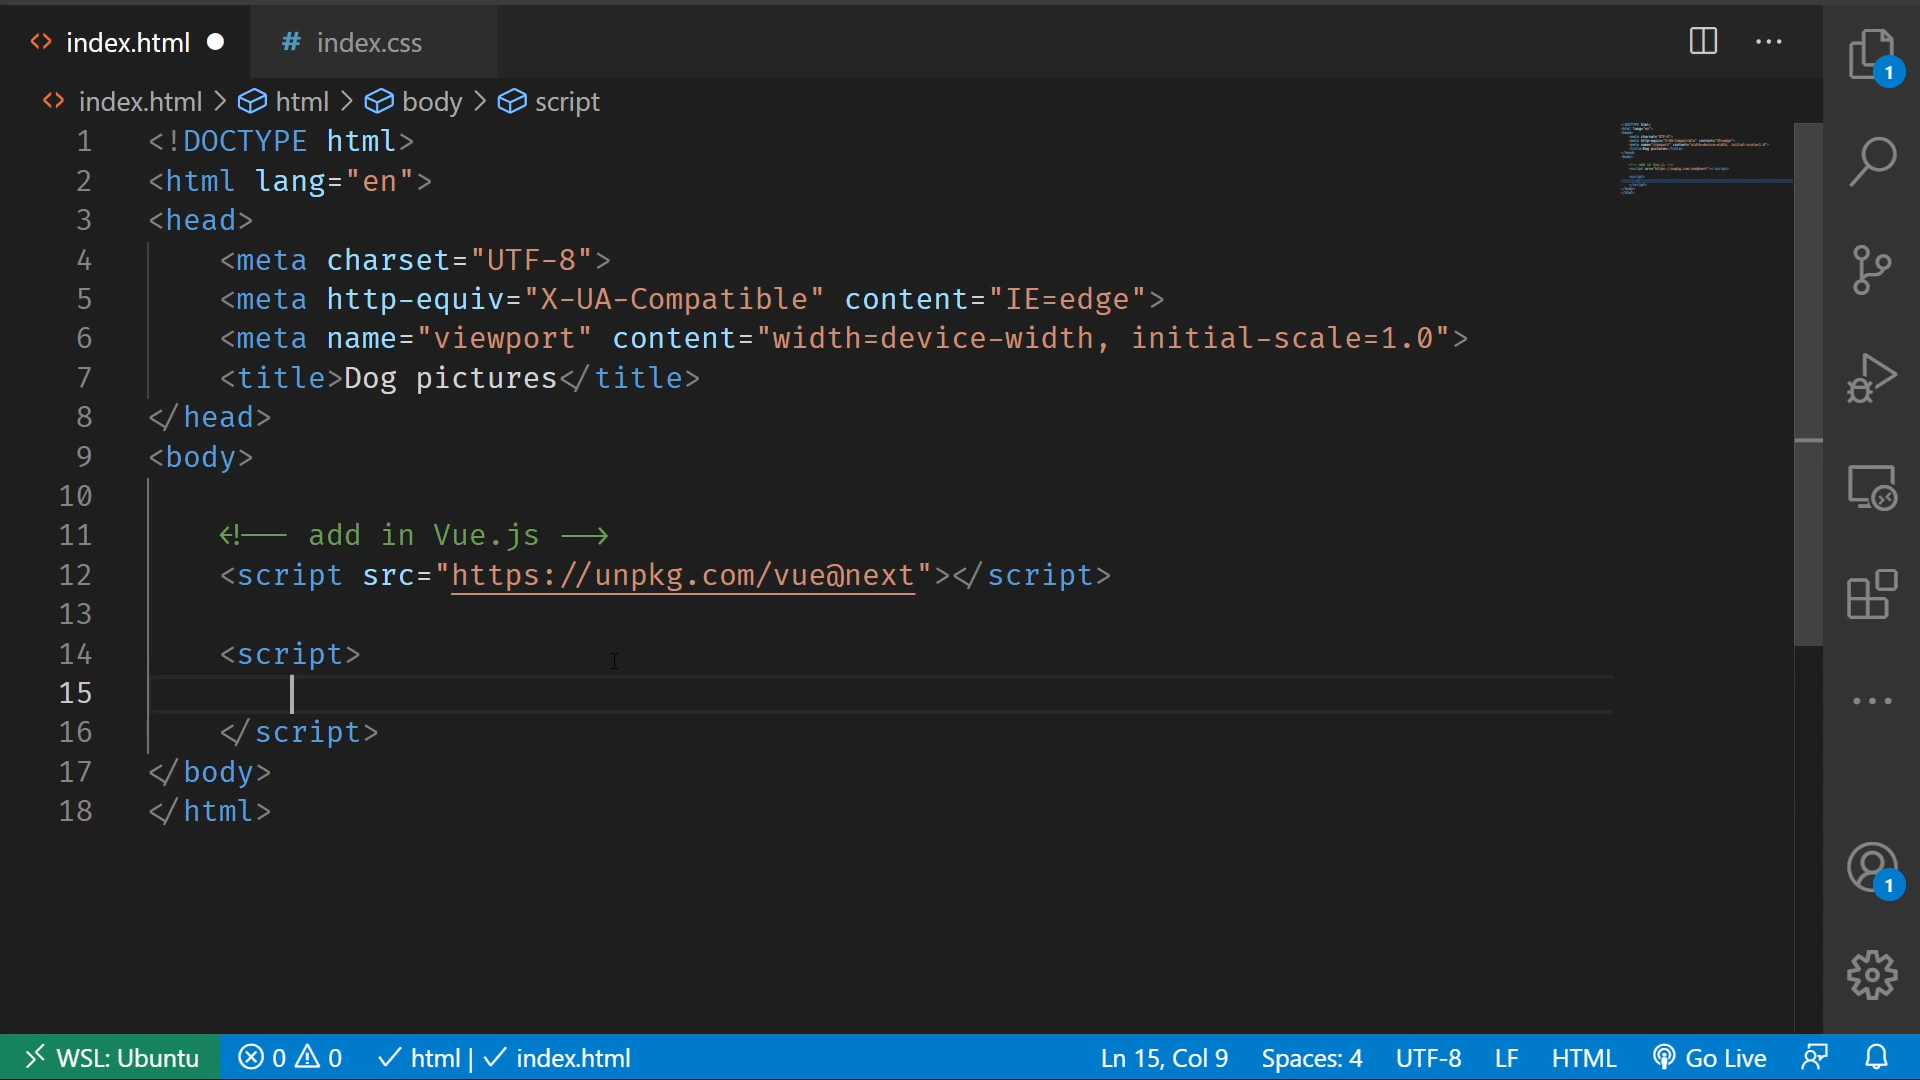 index.html
# index.css
index.html > html > body > script
1 <!DOCTYPE html>
2 <html lang="en">
3 <head>
4 <meta charset="UTF-8">
5 <meta http-equiv="X-UA-Compatible" content="IE=edge">
6 <meta name="viewport" content="width=device-width, initial-scale=1.0">
7 <title>Dog pictures</title>
8 </head>
9 <body>
10
11 <!-- add in Vue.js -->
12 <script src="https://unpkg.com/vue@next"></script>
13
14 <script>
15
16 </script>
17 </body>
18 </html>
1
1
WSL: Ubuntu 0 0 html | index.html Ln 15, Col 9 Spaces: 4 UTF-8 LF HTML Go Live